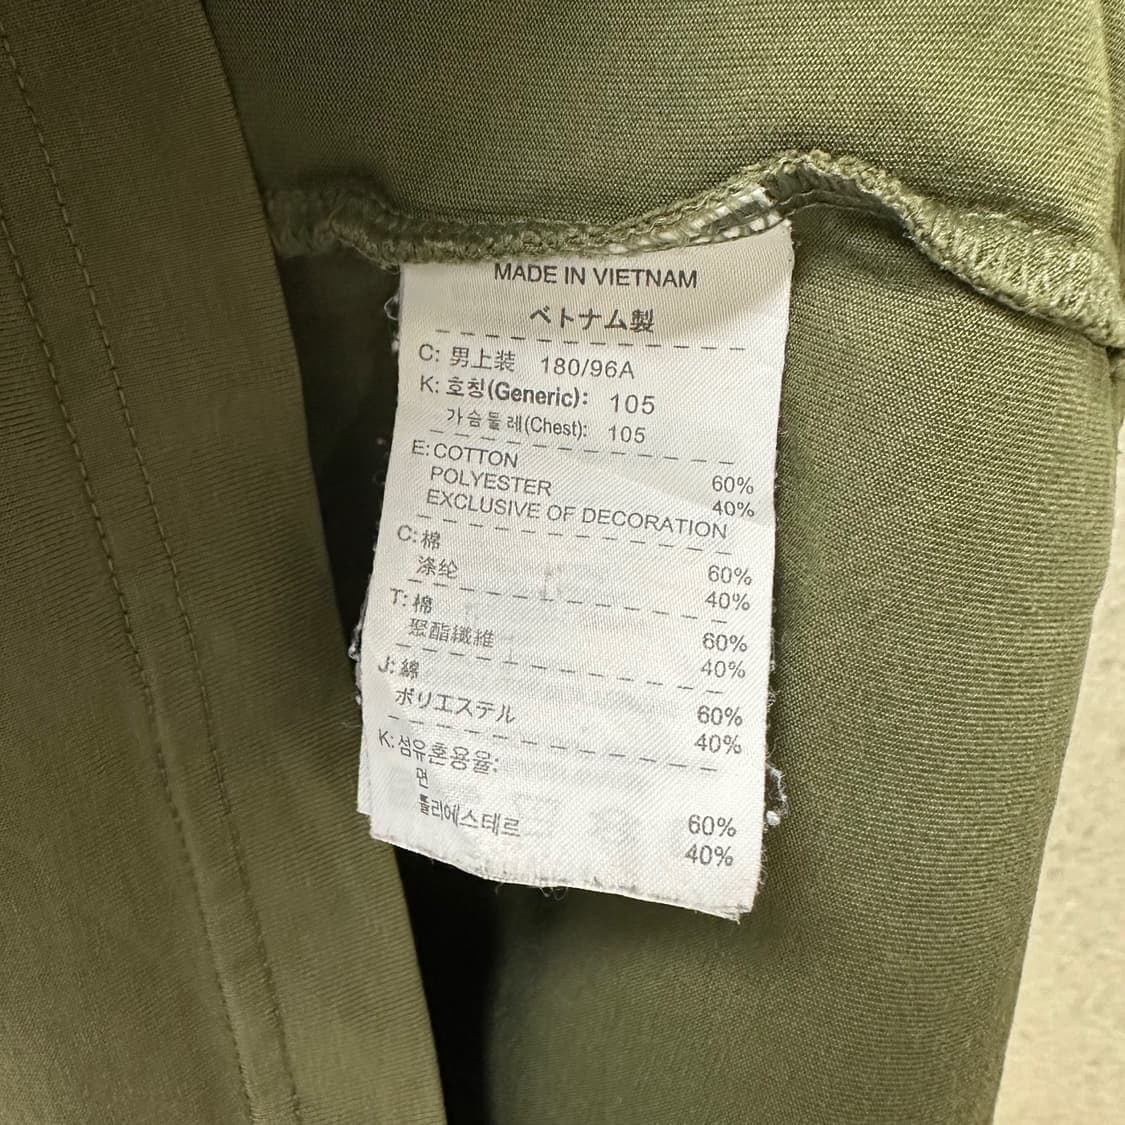 MADE IN VIETNAM
ベトナム製
C: 男上装 180/96A
K: 호칭(Generic): 105
가슴둘레(Chest): 105
E: COTTON 60%
POLYESTER 40%
EXCLUSIVE OF DECORATION
C: 棉 60%
涤纶 40%
T: 棉 60%
聚酯纖維 40%
J: 綿 60%
ポリエステル 40%
K: 섬유혼용율:
면 60%
폴리에스테르 40%